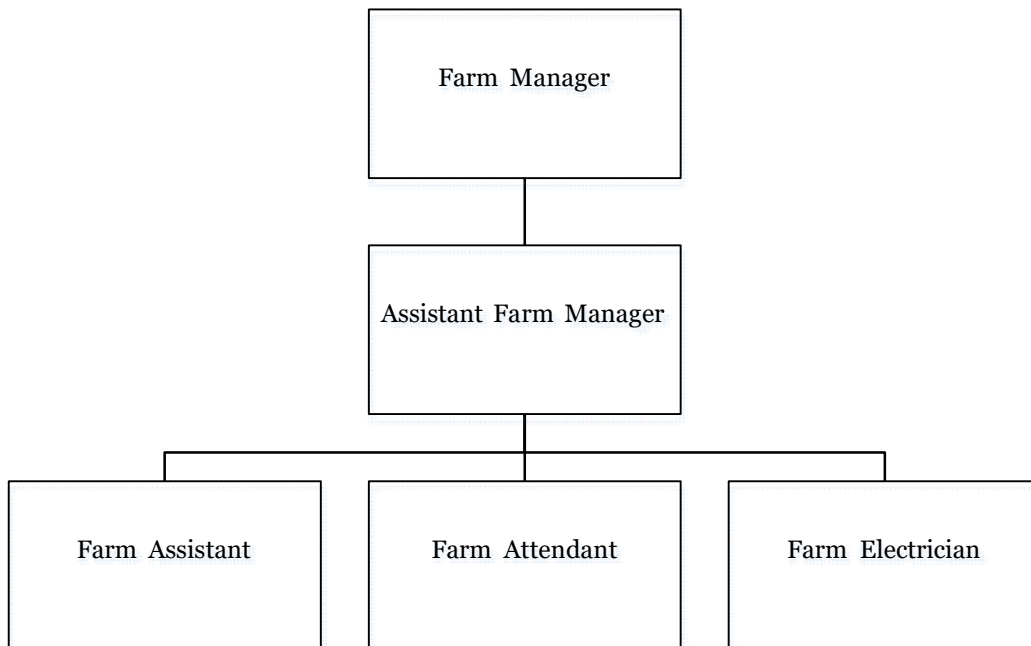 Farm Manager
Assistant Farm Manager
Farm Assistant
Farm Attendant
Farm Electrician